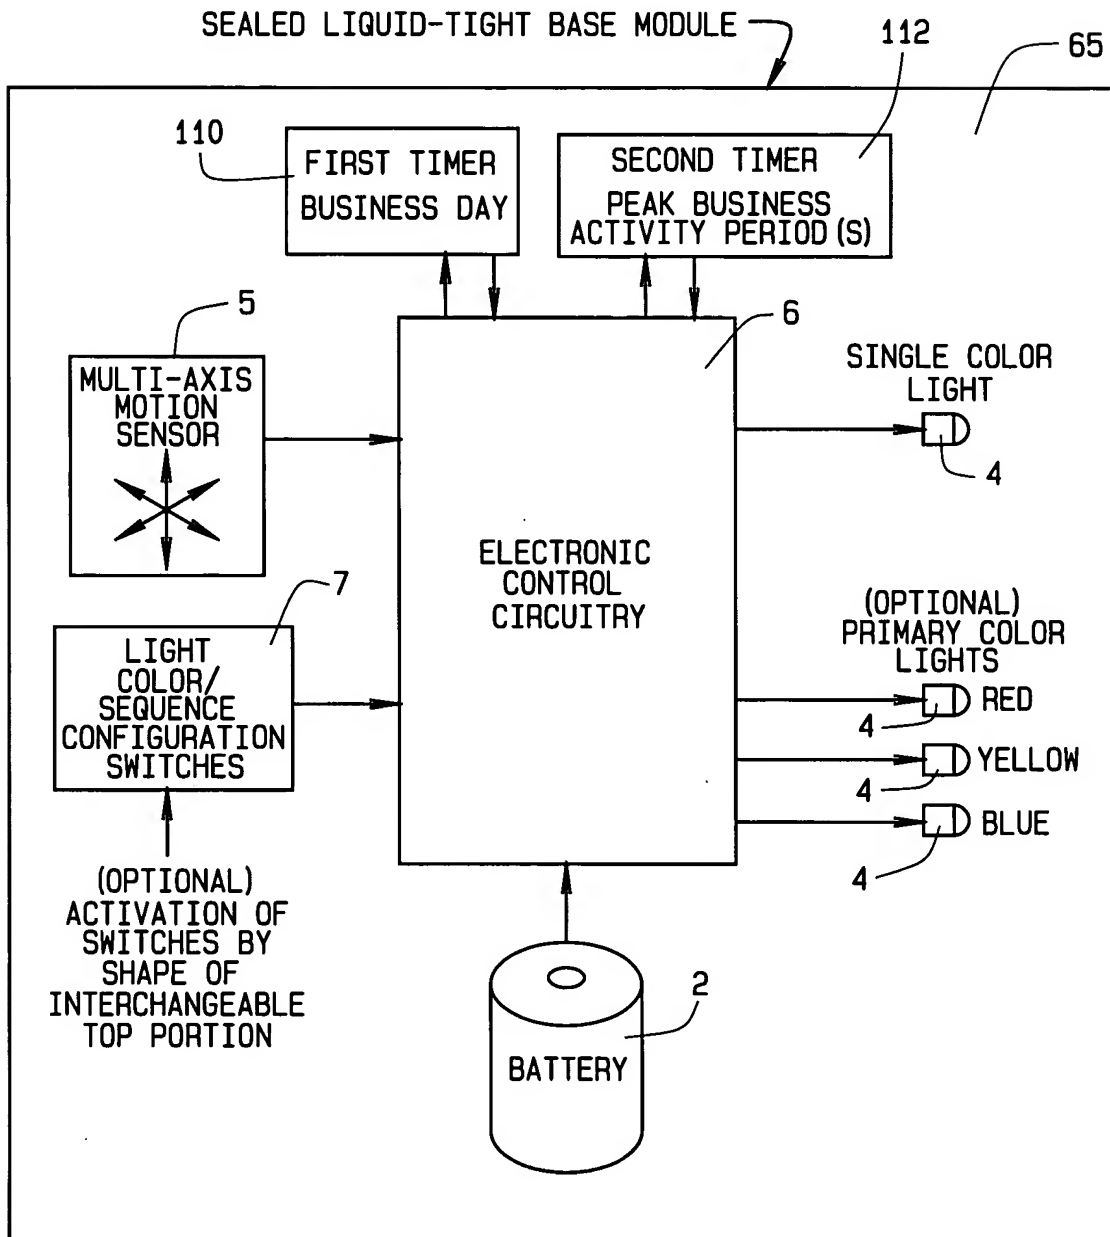 SEALED LIQUID-TIGHT BASE MODULE
112
65
110
FIRST TIMER
BUSINESS DAY
SECOND TIMER
PEAK BUSINESS
ACTIVITY PERIOD(S)
5
MULTI-AXIS
MOTION
SENSOR
6
SINGLE COLOR
LIGHT
4
ELECTRONIC
CONTROL
CIRCUITRY
7
LIGHT
COLOR/
SEQUENCE
CONFIGURATION
SWITCHES
(OPTIONAL)
PRIMARY COLOR
LIGHTS
4
RED
4
YELLOW
4
BLUE
(OPTIONAL)
ACTIVATION OF
SWITCHES BY
SHAPE OF
INTERCHANGEABLE
TOP PORTION
2
BATTERY